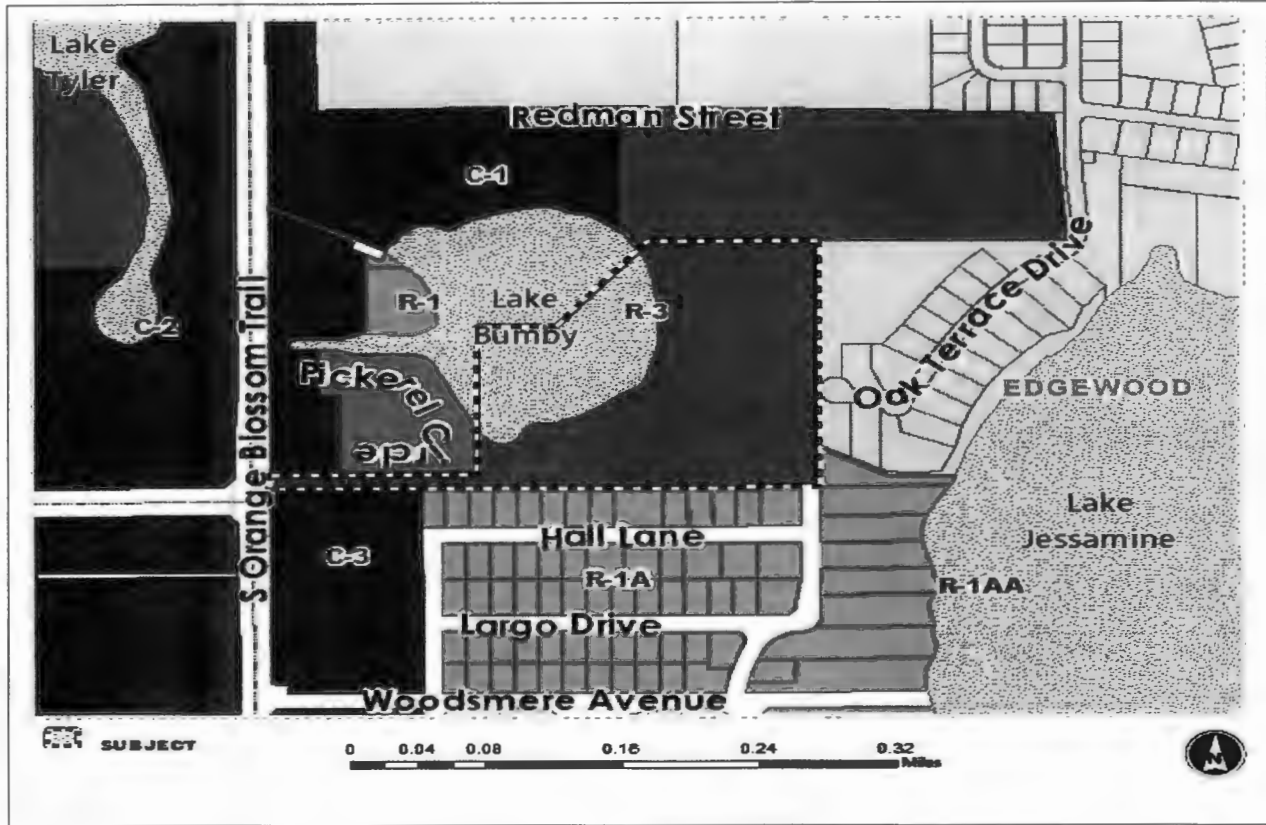 Lake
Tyler
Redman Street
C-1
S Orange Blossom Trail
C-2
R-1
Lake
Bumby
R-3
Oak Terrace Drive
Pickerel Circle
EDGEWOOD
Lake
Jessamine
C-3
Hall Lane
R-1A
R-1AA
Largo Drive
Woodsmere Avenue
SUBJECT
0 0.04 0.08 0.16 0.24 0.32
Miles
N